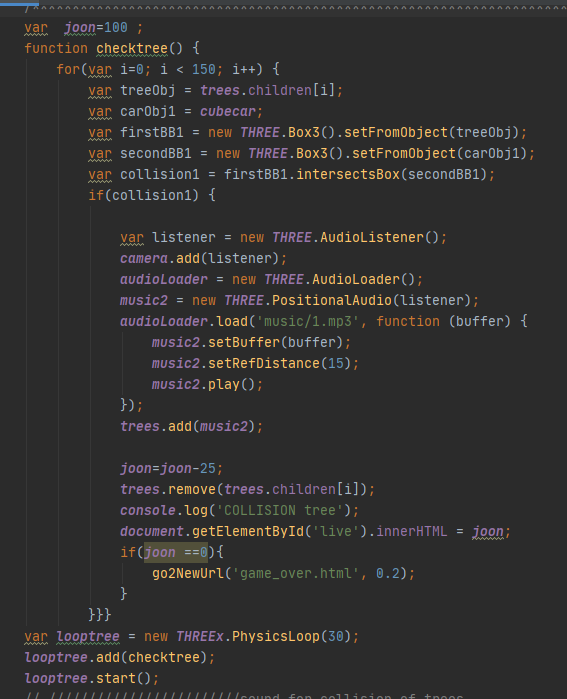 var  joon=100 ;
function checktree() {
    for(var i=0; i < 150; i++) {
        var treeObj = trees.children[i];
        var carObj1 = cubecar;
        var firstBB1 = new THREE.Box3().setFromObject(treeObj);
        var secondBB1 = new THREE.Box3().setFromObject(carObj1);
        var collision1 = firstBB1.intersectsBox(secondBB1);
        if(collision1) {
            var listener = new THREE.AudioListener();
            camera.add(listener);
            audioLoader = new THREE.AudioLoader();
            music2 = new THREE.PositionalAudio(listener);
            audioLoader.load('music/1.mp3', function (buffer) {
                music2.setBuffer(buffer);
                music2.setRefDistance(15);
                music2.play();
            });
            trees.add(music2);
            joon=joon-25;
            trees.remove(trees.children[i]);
            console.log('COLLISION tree');
            document.getElementById('live').innerHTML = joon;
            if(joon ==0){
                go2NewUrl('game_over.html', 0.2);
            }
        }}}
var looptree = new THREEx.PhysicsLoop(30);
looptree.add(checktree);
looptree.start();
// ////////////////////////sound for collision of trees